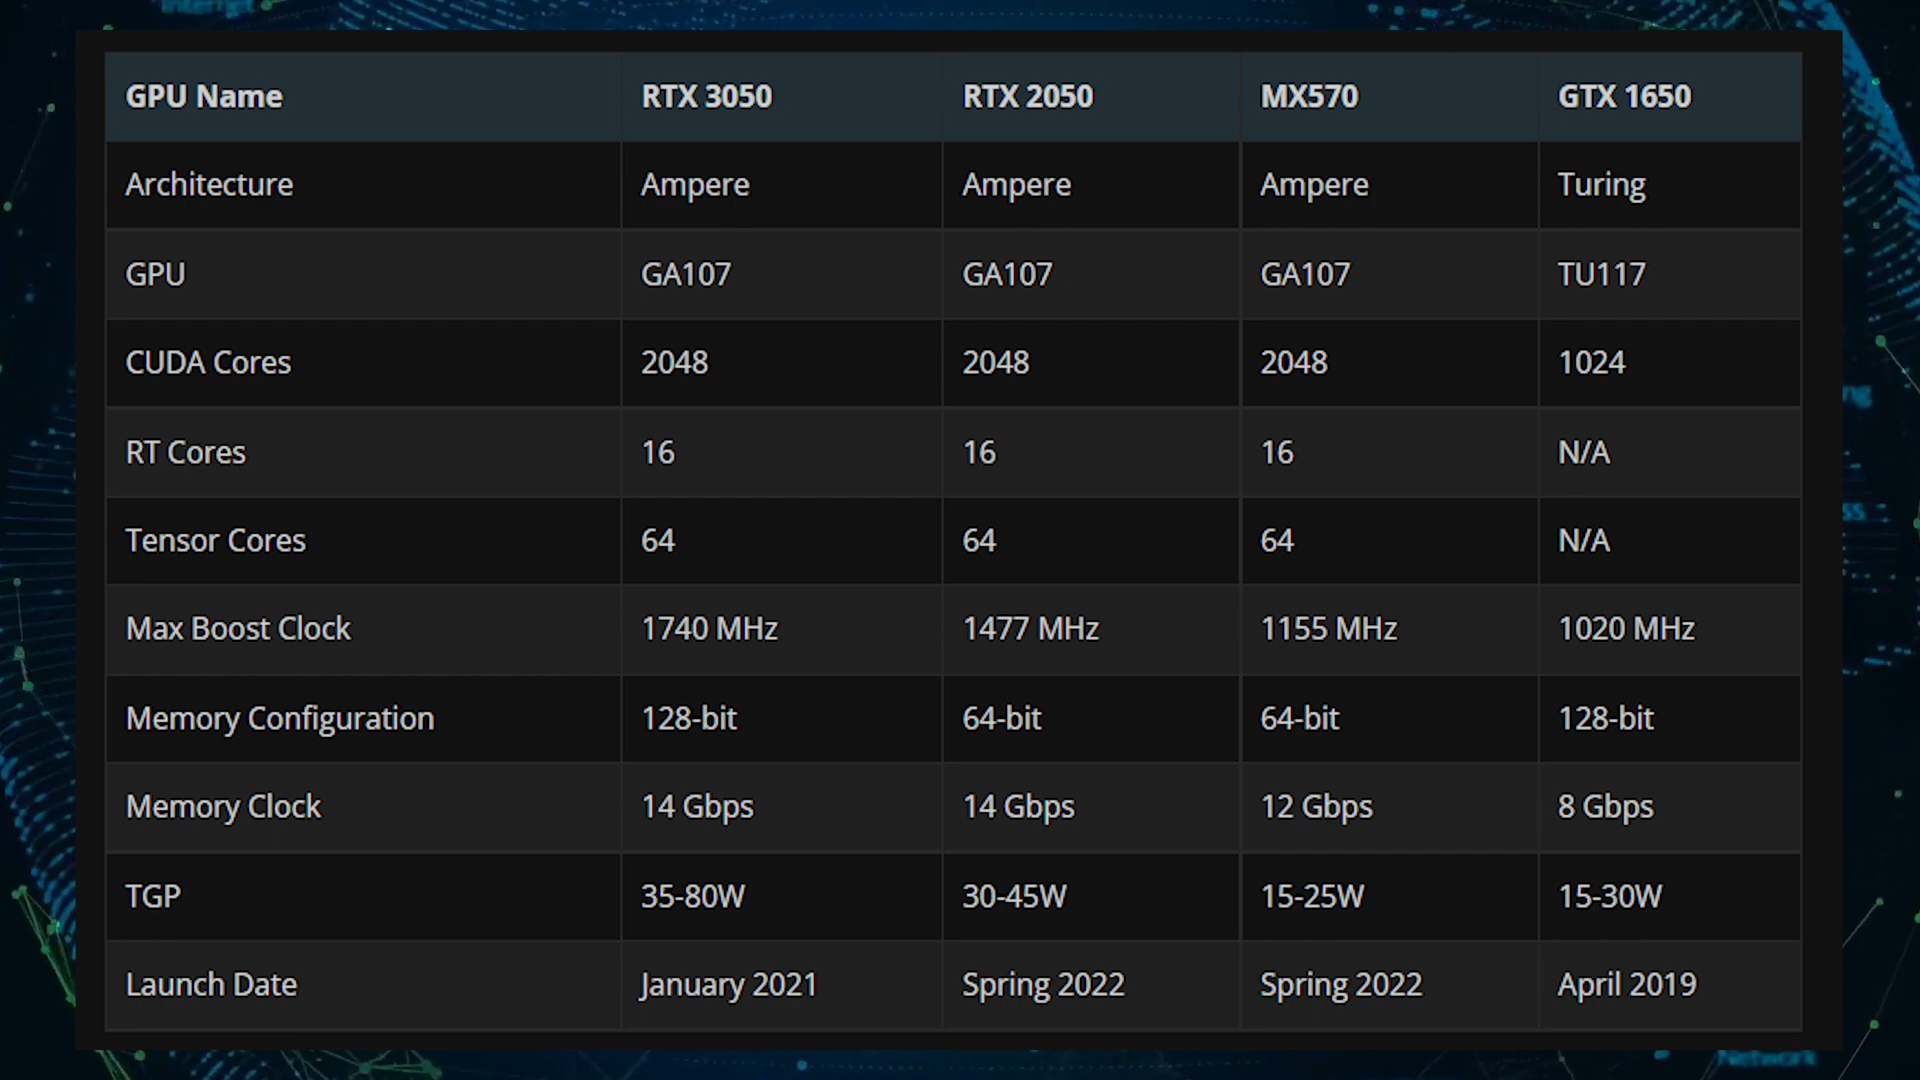 Internet
GPU Name RTX 3050 RTX 2050 MX570 GTX 1650
Architecture Ampere Ampere Ampere Turing
GPU GA107 GA107 GA107 TU117
CUDA Cores 2048 2048 2048 1024
RT Cores 16 16 16 N/A
Tensor Cores 64 64 64 N/A
Max Boost Clock 1740 MHz 1477 MHz 1155 MHz 1020 MHz
Memory Configuration 128-bit 64-bit 64-bit 128-bit
Memory Clock 14 Gbps 14 Gbps 12 Gbps 8 Gbps
TGP 35-80W 30-45W 15-25W 15-30W
Launch Date January 2021 Spring 2022 Spring 2022 April 2019
Network